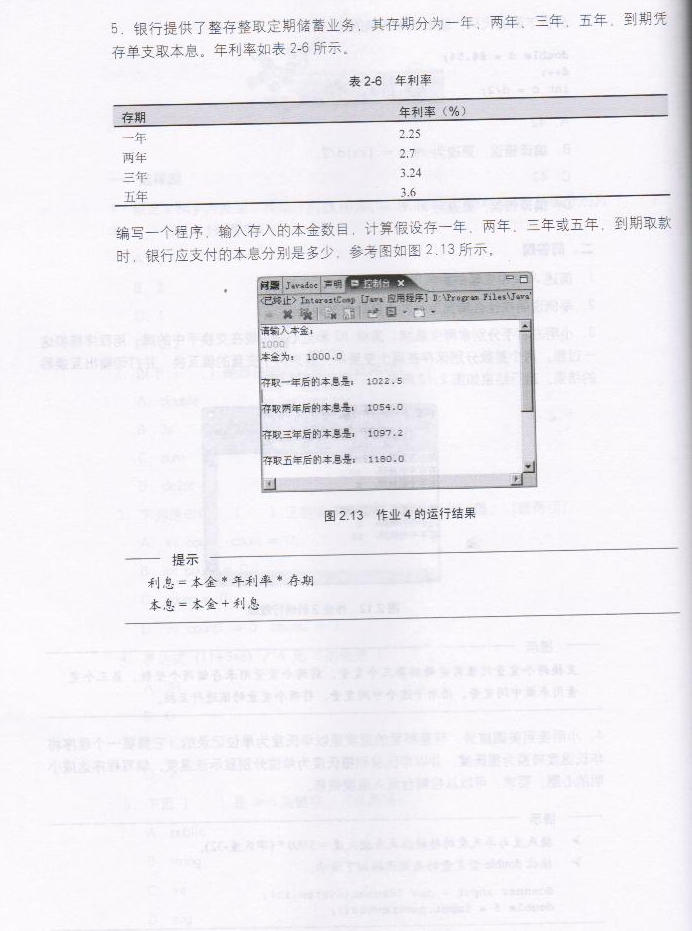 5. 银行提供了整存整取定期储蓄业务，其存期分为一年、两年、三年、五年，到期凭
存单支取本息。年利率如表 2-6 所示。
表 2-6 年利率
存期 年利率（%）
一年 2.25
两年 2.7
三年 3.24
五年 3.6
编写一个程序，输入存入的本金数目，计算假设存一年、两年、三年或五年，到期取款
时，银行应支付的本息分别是多少，参考图如图 2.13 所示。
问题 Javadoc 声明 控制台
<已终止> InterestComp [Java 应用程序] D:\Program Files\Java
请输入本金：
1000
本金为： 1000.0
存取一年后的本息是： 1022.5
存取两年后的本息是： 1054.0
存取三年后的本息是： 1097.2
存取五年后的本息是： 1180.0
图 2.13 作业 4 的运行结果
提示
利息＝本金*年利率*存期
本息＝本金＋利息